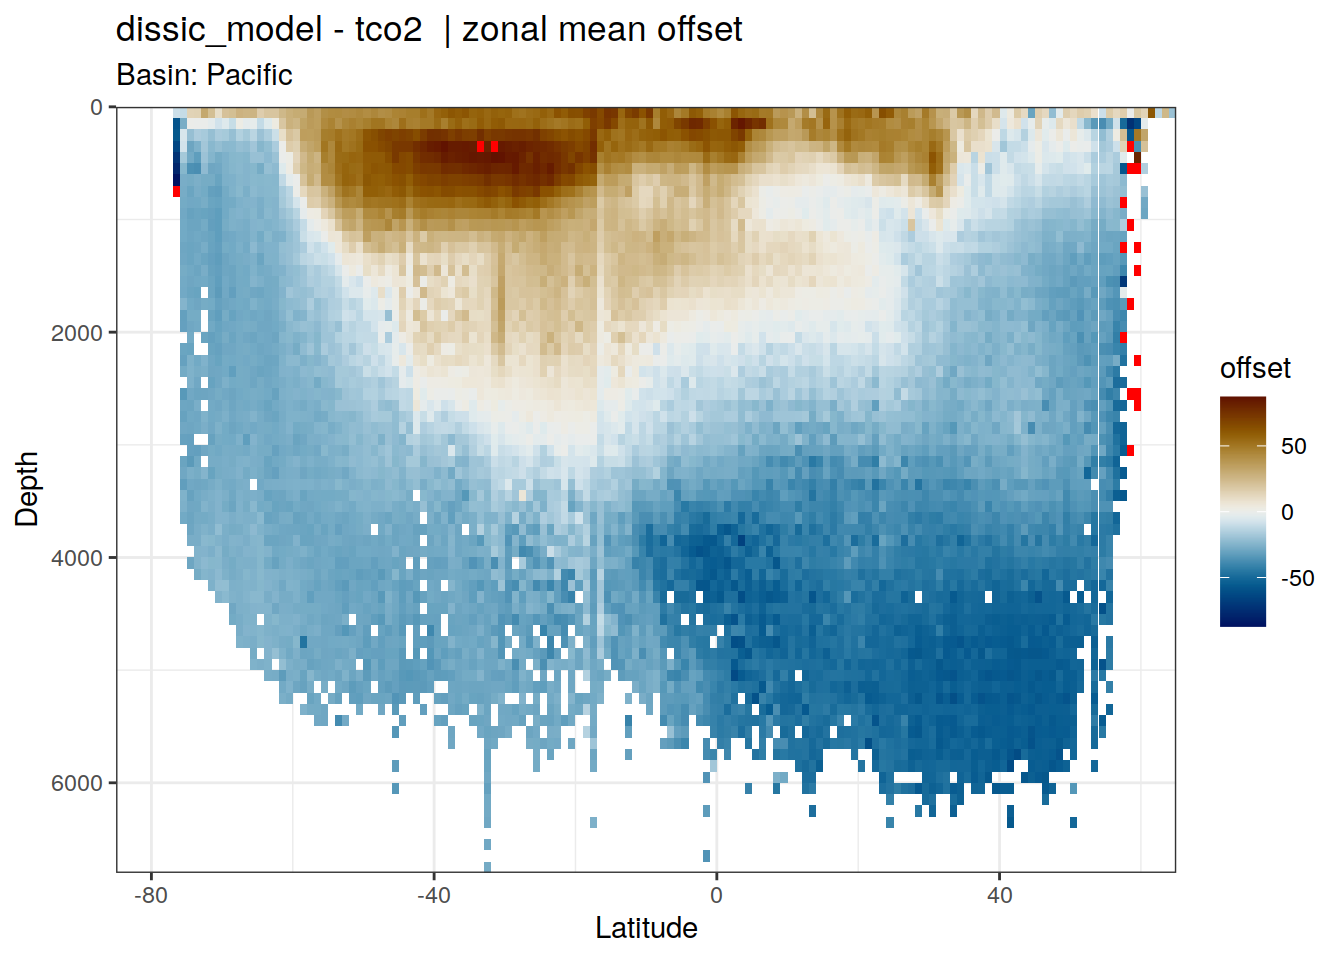 dissic_model - tco2  | zonal mean offset
Basin: Pacific
0
2000
4000
6000
Depth
-80
-40
0
40
Latitude
offset
50
0
-50